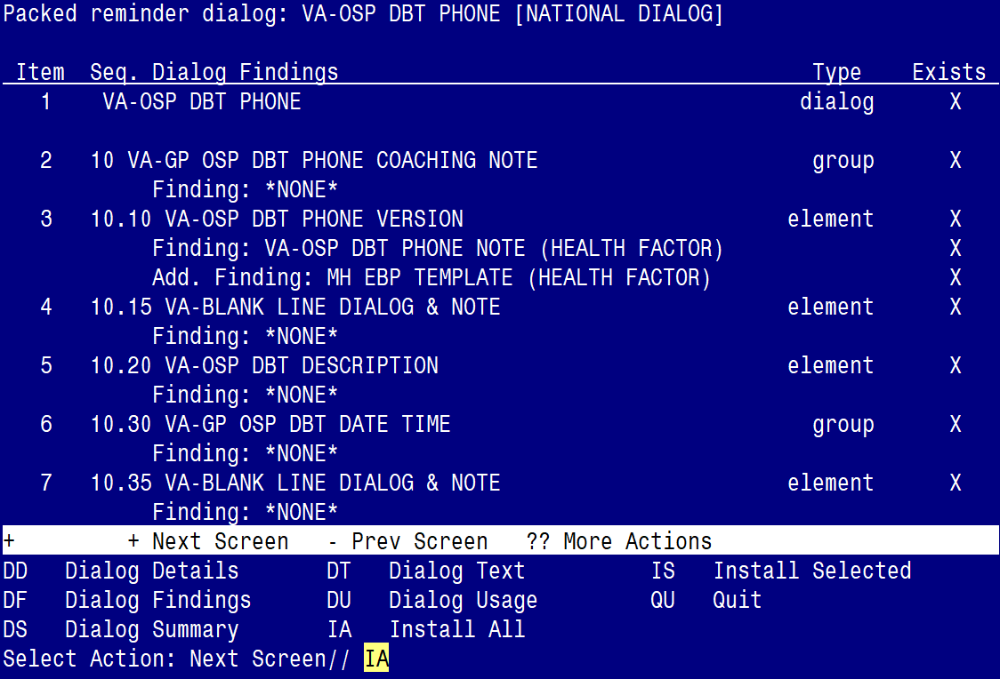 Packed reminder dialog: VA-OSP DBT PHONE [NATIONAL DIALOG]
Item Seq. Dialog Findings Type Exists
1 VA-OSP DBT PHONE dialog X
2 10 VA-GP OSP DBT PHONE COACHING NOTE group X
Finding: *NONE*
3 10.10 VA-OSP DBT PHONE VERSION element X
Finding: VA-OSP DBT PHONE NOTE (HEALTH FACTOR) X
Add. Finding: MH EBP TEMPLATE (HEALTH FACTOR) X
4 10.15 VA-BLANK LINE DIALOG & NOTE element X
Finding: *NONE*
5 10.20 VA-OSP DBT DESCRIPTION element X
Finding: *NONE*
6 10.30 VA-GP OSP DBT DATE TIME group X
Finding: *NONE*
7 10.35 VA-BLANK LINE DIALOG & NOTE element X
Finding: *NONE*
+ + Next Screen - Prev Screen ?? More Actions
DD Dialog Details DT Dialog Text IS Install Selected
DF Dialog Findings DU Dialog Usage QU Quit
DS Dialog Summary IA Install All
Select Action: Next Screen// IA